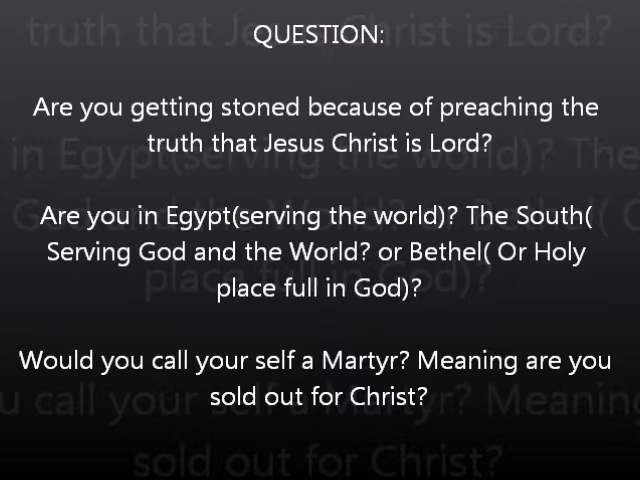 QUESTION:
Are you getting stoned because of preaching the
truth that Jesus Christ is Lord?
Are you in Egypt(serving the world)? The South(
Serving God and the World? or Bethel( Or Holy
place full in God)?
Would you call your self a Martyr? Meaning are you
sold out for Christ?